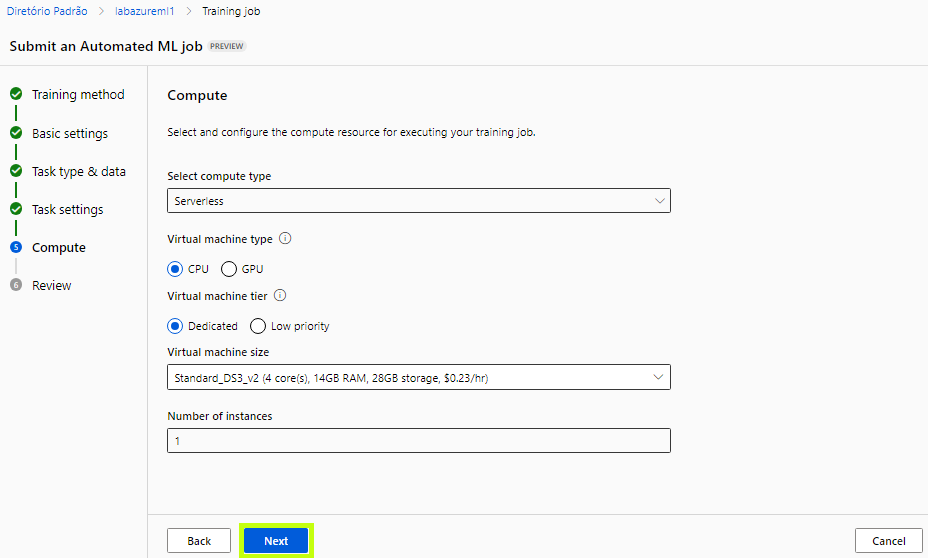 Diretório Padrão > labazureml1 > Training job
Submit an Automated ML job PREVIEW
Training method
Basic settings
Task type & data
Task settings
5 Compute
6 Review
Compute
Select and configure the compute resource for executing your training job.
Select compute type
Serverless
Virtual machine type
CPU GPU
Virtual machine tier
Dedicated Low priority
Virtual machine size
Standard_DS3_v2 (4 core(s), 14GB RAM, 28GB storage, $0.23/hr)
Number of instances
1
Back Next Cancel